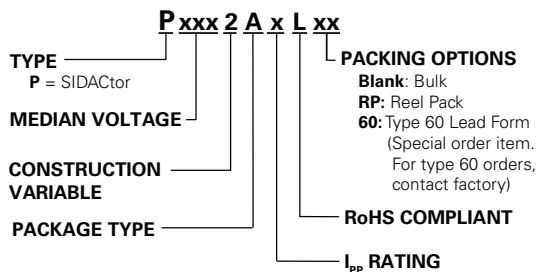 P xxx 2 A x L xx
TYPE
P = SIDACtor
MEDIAN VOLTAGE
CONSTRUCTION
VARIABLE
PACKAGE TYPE
PACKING OPTIONS
Blank: Bulk
RP: Reel Pack
60: Type 60 Lead Form
(Special order item.
For type 60 orders,
contact factory)
RoHS COMPLIANT
IPP RATING